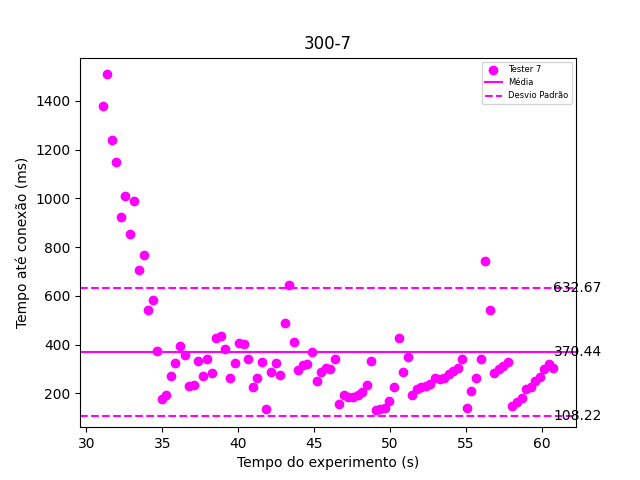 300-7
Tester 7
Média
Desvio Padrão
1400
1200
1000
800
600
400
200
632.67
370.44
108.22
Tempo até conexão (ms)
30 35 40 45 50 55 60
Tempo do experimento (s)